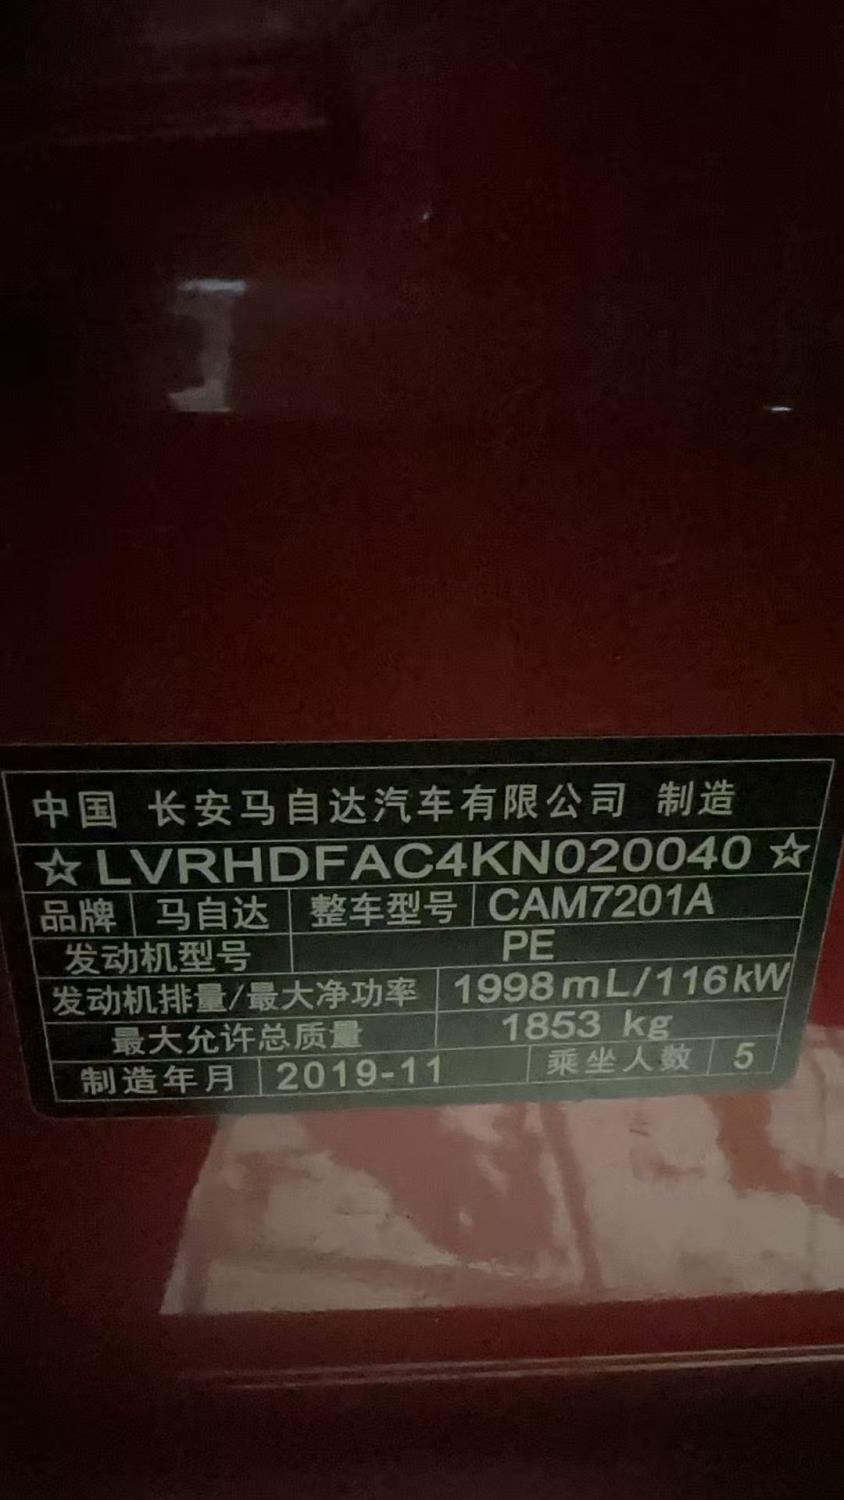 中国 长安马自达汽车有限公司 制造
☆LVRHDFAC4KN020040☆
品牌 马自达 整车型号 CAM7201A
发动机型号 PE
发动机排量/最大净功率 1998mL/116kW
最大允许总质量 1853 kg
制造年月 2019-11 乘坐人数 5